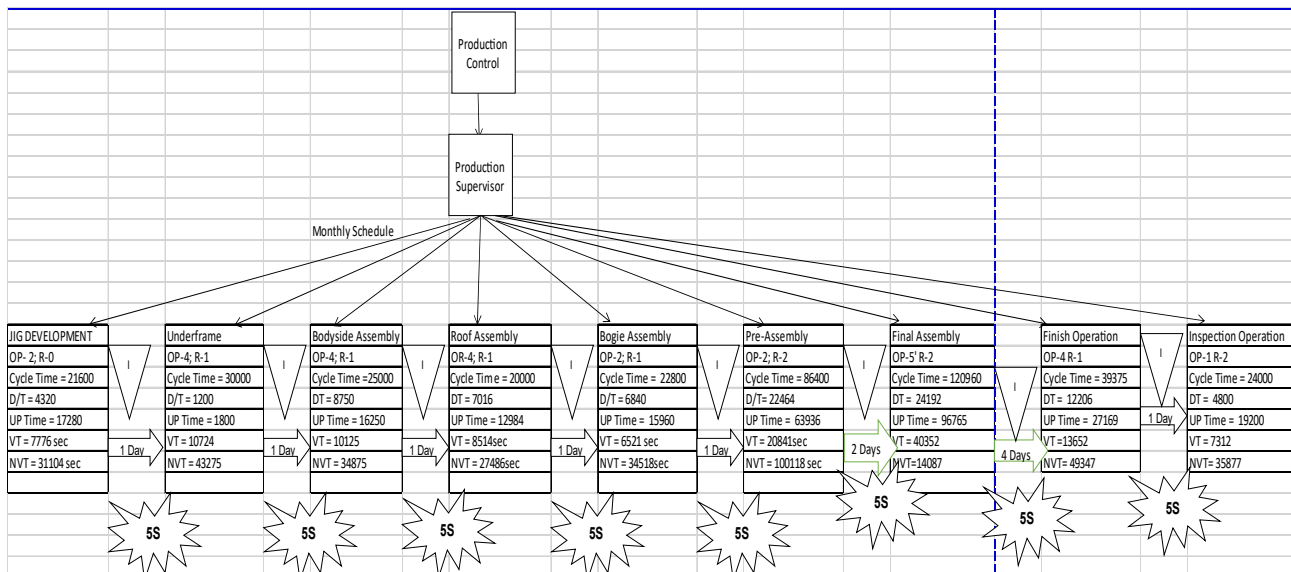 Production
Control
Production
Supervisor
Monthly Schedule
JIG DEVELOPMENT
OP- 2; R-0
Cycle Time = 21600
D/T = 4320
UP Time = 17280
VT = 7776 sec
NVT= 31104 sec
I
1 Day
5S
Underframe
OP-4; R-1
Cycle Time = 30000
D/T = 1200
UP Time = 1800
VT = 10724
NVT= 43275
I
1 Day
5S
Bodyside Assembly
OP-4; R-1
Cycle Time =25000
DT = 8750
UP Time = 16250
VT = 10125
NVT= 34875
I
1 Day
5S
Roof Assembly
OR-4; R-1
Cycle Time = 20000
DT = 7016
UP Time = 12984
VT = 8514sec
NVT= 27486sec
I
1 Day
5S
Bogie Assembly
OP-2; R-1
Cycle Time = 22800
DT = 6840
UP Time = 15960
VT = 6521 sec
NVT= 34518sec
I
1 Day
5S
Pre-Assembly
OP-2; R-2
Cycle Time = 86400
DT = 22464
UP Time = 63936
VT = 20841sec
NVT= 100118 sec
I
2 Days
5S
Final Assembly
OP-5' R-2
Cycle Time = 120960
DT = 24192
UP Time = 96765
VT = 40352
NVT=14087
I
4 Days
5S
Finish Operation
OP-4 R-1
Cycle Time = 39375
DT = 12206
UP Time = 27169
VT =13652
NVT= 49347
I
1 Day
5S
Inspection Operation
OP-1 R-2
Cycle Time = 24000
DT = 4800
UP Time = 19200
VT = 7312
NVT= 35877